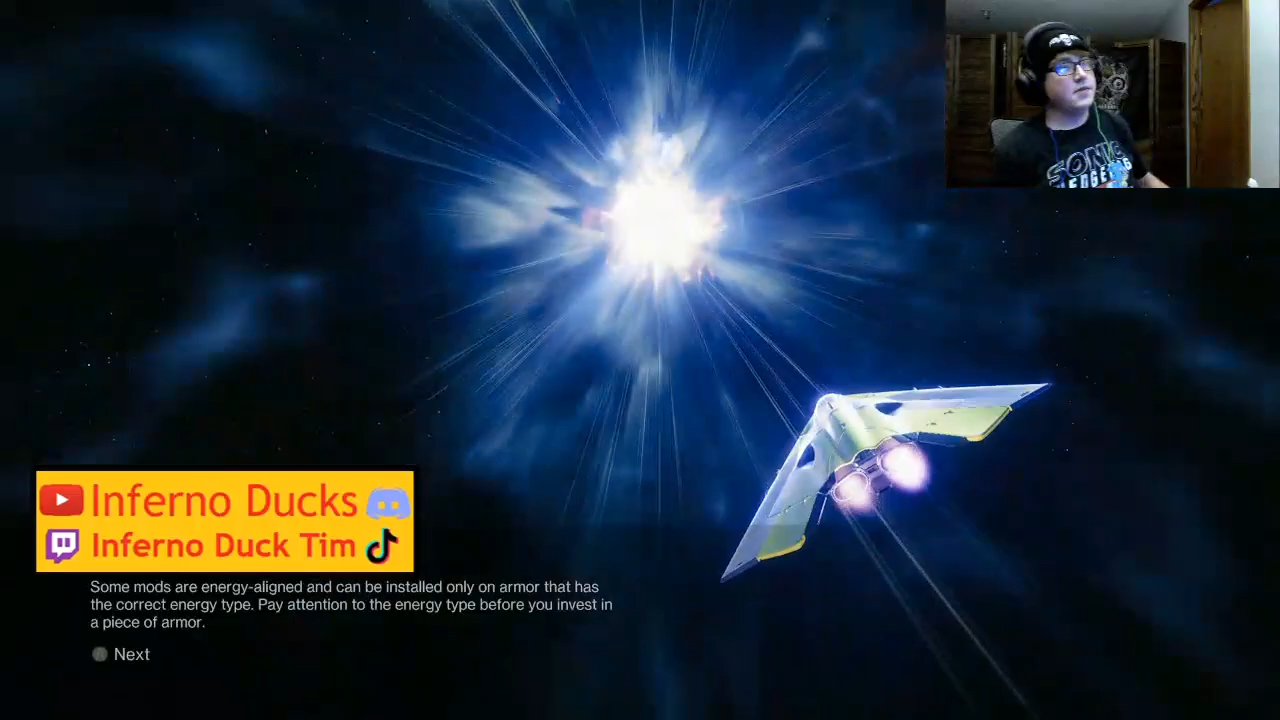 SONIC
Inferno Ducks
Inferno Duck Tim
Some mods are energy-aligned and can be installed only on armor that has
the correct energy type. Pay attention to the energy type before you invest in
a piece of armor.
Next